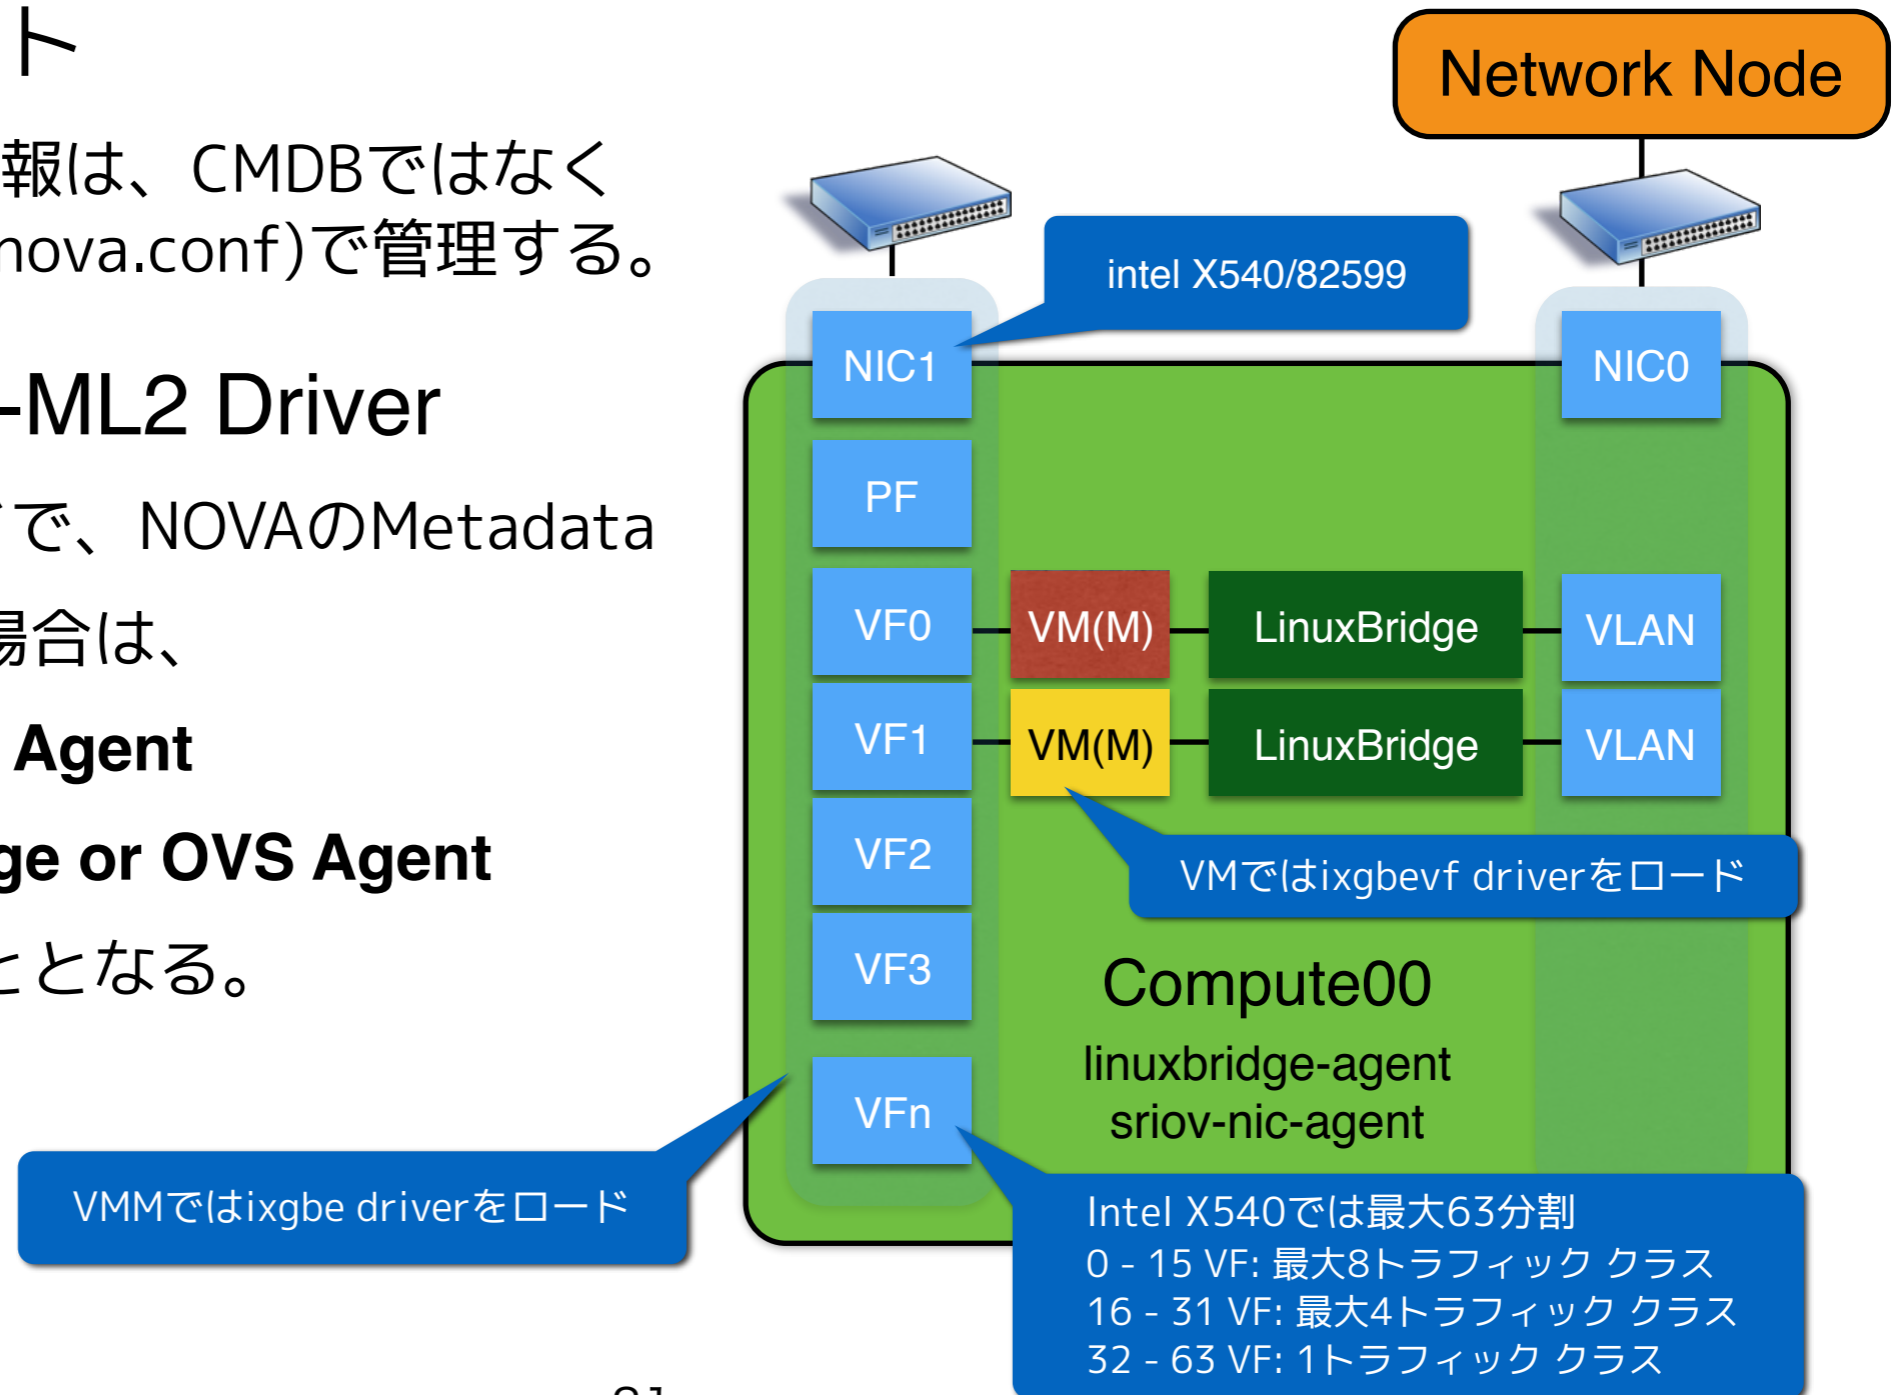 ト
報は、CMDBではなく
nova.conf)で管理する。
-ML2 Driver
で、NOVAのMetadata
場合は、
Agent
ge or OVS Agent
ととなる。
Network Node
intel X540/82599
NIC1
NIC0
PF
VF0
VM(M)
LinuxBridge
VLAN
VF1
VM(M)
LinuxBridge
VLAN
VF2
VMではixgbevf driverをロード
VF3
Compute00
linuxbridge-agent
sriov-nic-agent
VFn
VMMではixgbe driverをロード
Intel X540では最大63分割
0 - 15 VF: 最大8トラフィック クラス
16 - 31 VF: 最大4トラフィック クラス
32 - 63 VF: 1トラフィック クラス